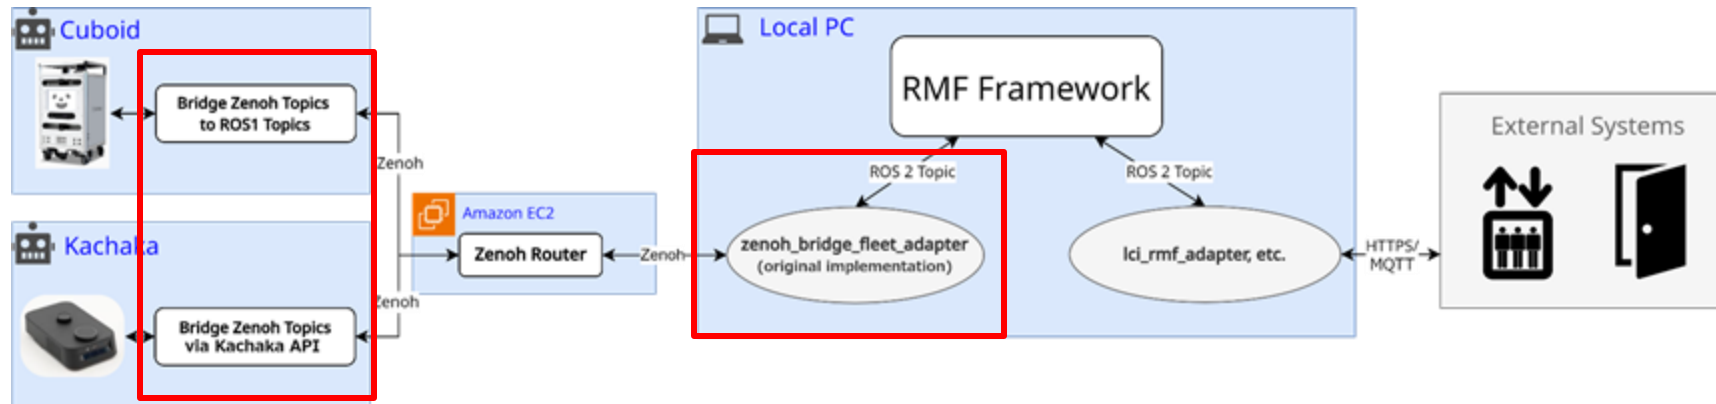 Cuboid
Bridge Zenoh Topics
to ROS1 Topics
Zenoh
Kachaka
Bridge Zenoh Topics
via Kachaka API
Zenoh
Amazon EC2
Zenoh Router
Zenoh
Local PC
RMF Framework
ROS 2 Topic
ROS 2 Topic
zenoh_bridge_fleet_adapter
(original implementation)
lci_rmf_adapter, etc.
HTTPS/
MQTT
External Systems